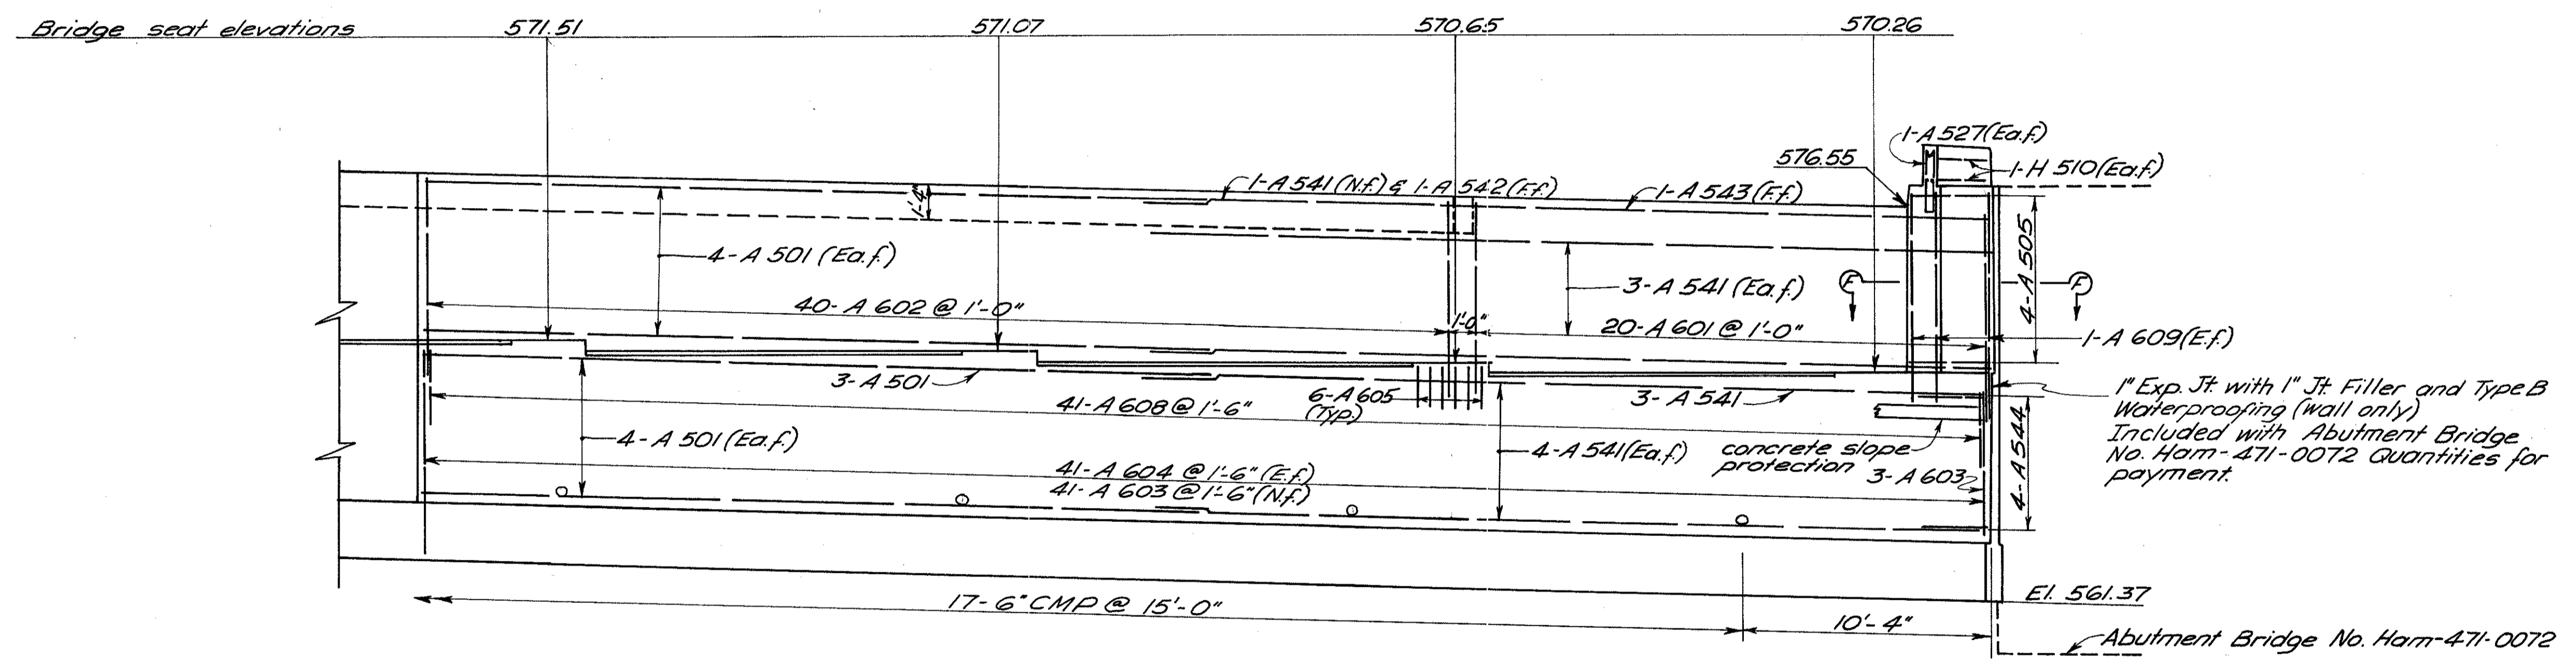 Bridge seat elevations 571.51 571.07 570.65 570.26
1-A 527(Ea.f.)
576.55
1-H 510(Ea.f.)
1'-4"
1-A 541 (N.f.) & 1-A 542 (F.f.)
1-A 543 (F.f.)
4-A 501 (Ea.f.)
4-A 505
3-A 541 (Ea.f.)
F
F
40-A 602 @ 1'-0"
1'-0"
20-A 601 @ 1'-0"
1-A 609 (E.f.)
3-A 501
41-A 608 @ 1'-6"
6-A 605
(Typ.)
3-A 541
1" Exp. Jt. with 1" Jt. Filler and Type B
Waterproofing (wall only)
Included with Abutment Bridge
No. Ham-471-0072 Quantities for
payment.
4-A 501 (Ea.f.)
4-A 541 (Ea.f.)
concrete slope
protection
4-A 544
41-A 604 @ 1'-6" (E.f.)
41-A 603 @ 1'-6" (N.f.)
3-A 603
El. 561.37
17-6" CMP @ 15'-0"
10'-4"
Abutment Bridge No. Ham-471-0072